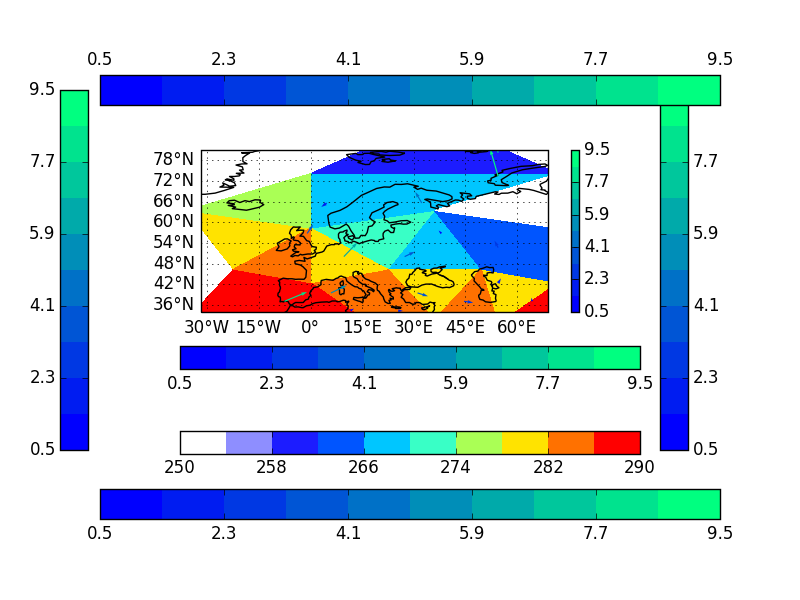 0.5 2.3 4.1 5.9 7.7 9.5
9.5 7.7 5.9 4.1 2.3 0.5
78°N
72°N
66°N
60°N
54°N
48°N
42°N
36°N
30°W 15°W 0° 15°E 30°E 45°E 60°E
9.5
7.7
5.9
4.1
2.3
0.5
7.7
5.9
4.1
2.3
0.5
0.5 2.3 4.1 5.9 7.7 9.5
250 258 266 274 282 290
0.5 2.3 4.1 5.9 7.7 9.5